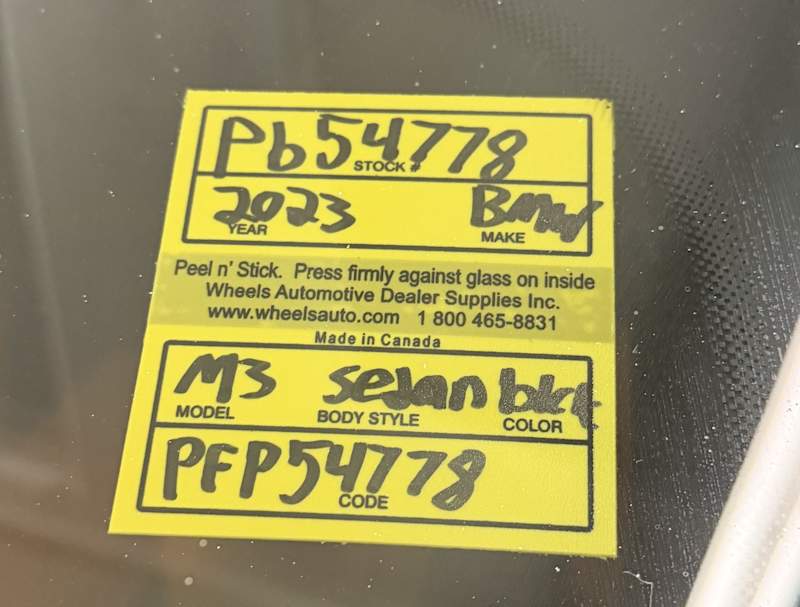 Pb54778
STOCK #
2023 BMW
YEAR MAKE
Peel n' Stick. Press firmly against glass on inside
Wheels Automotive Dealer Supplies Inc.
www.wheelsauto.com 1 800 465-8831
Made in Canada
M3 sedan blck
MODEL BODY STYLE COLOR
PFP54778
CODE